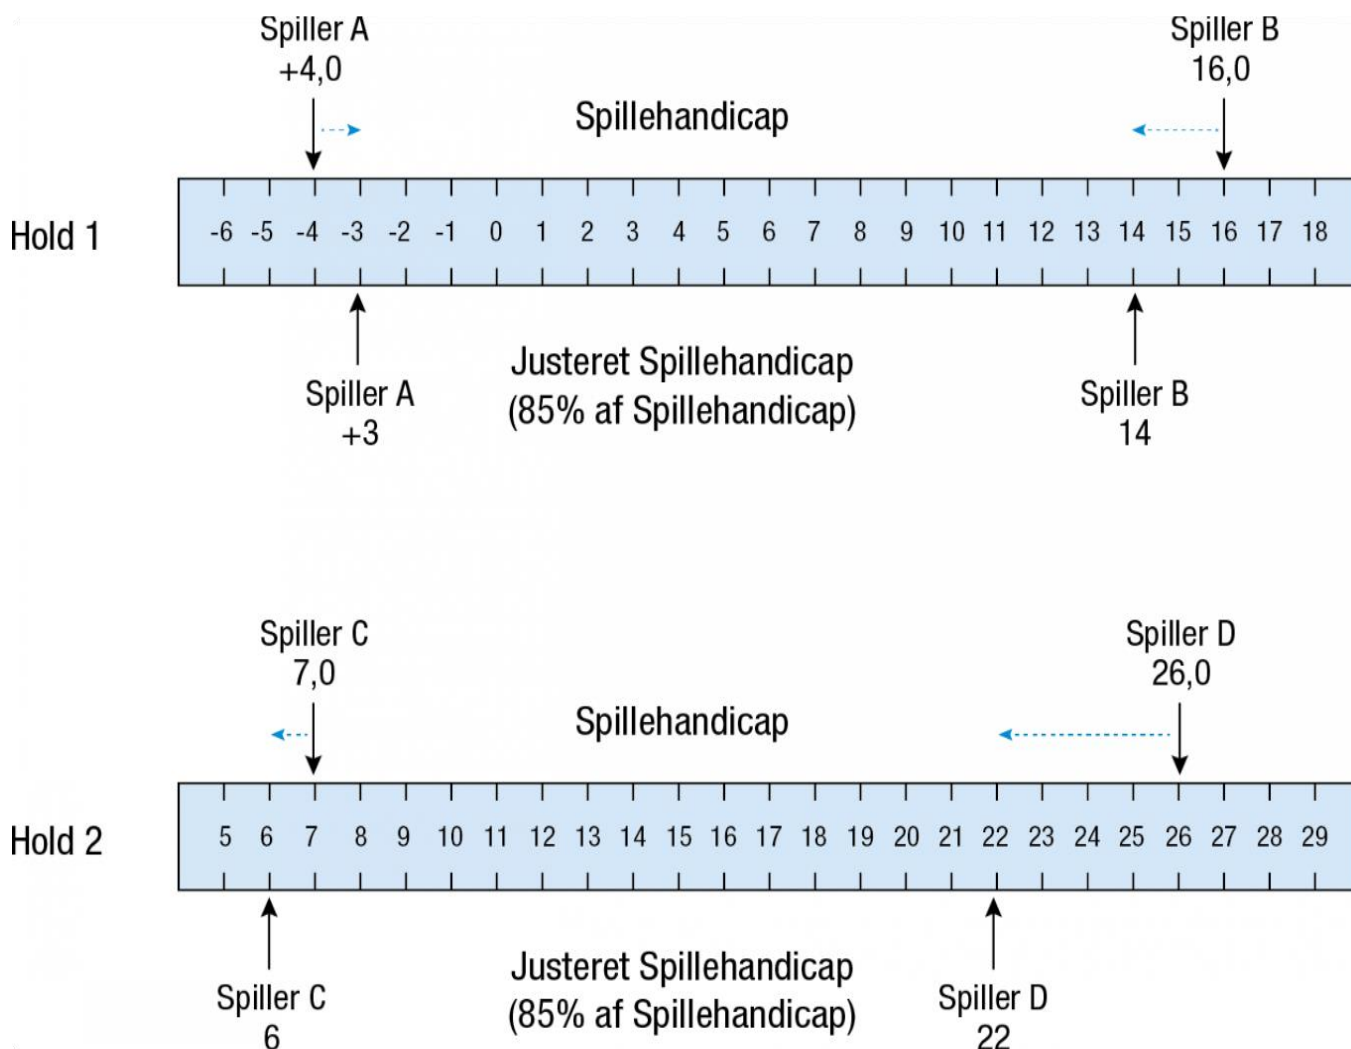 Spiller A
+4,0
Spiller B
16,0
Spillehandicap
Hold 1
-6 -5 -4 -3 -2 -1 0 1 2 3 4 5 6 7 8 9 10 11 12 13 14 15 16 17 18
Justeret Spillehandicap
(85% af Spillehandicap)
Spiller A
+3
Spiller B
14
Spiller C
7,0
Spiller D
26,0
Spillehandicap
Hold 2
5 6 7 8 9 10 11 12 13 14 15 16 17 18 19 20 21 22 23 24 25 26 27 28 29
Justeret Spillehandicap
(85% af Spillehandicap)
Spiller C
6
Spiller D
22